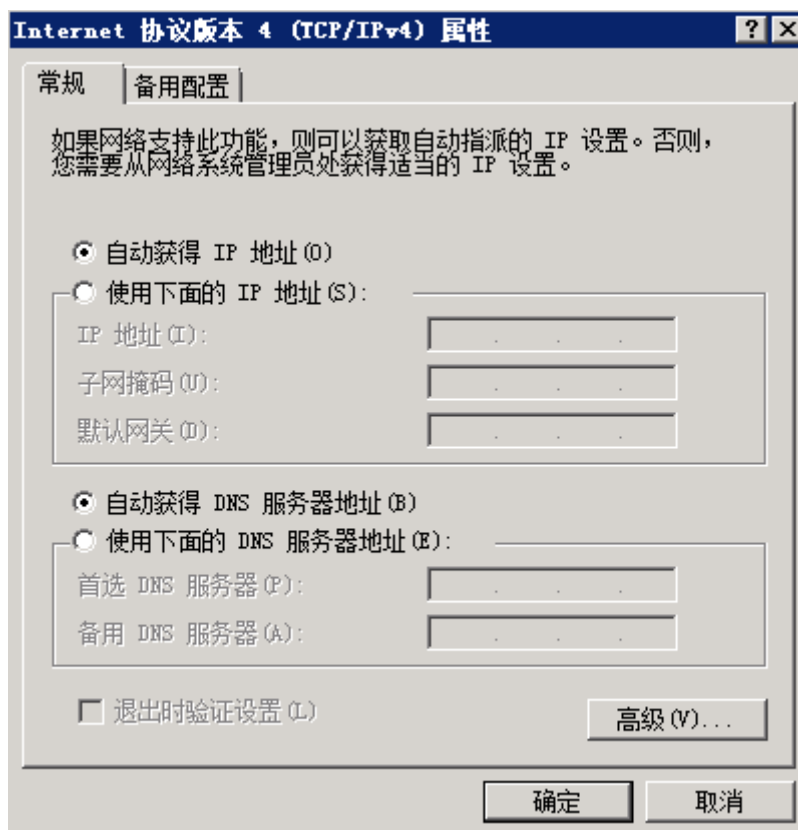 Internet 协议版本 4 (TCP/IPv4) 属性
常规
备用配置
如果网络支持此功能，则可以获取自动指派的 IP 设置。否则，
您需要从网络系统管理员处获得适当的 IP 设置。
自动获得 IP 地址(O)
使用下面的 IP 地址(S):
IP 地址(I):
子网掩码(U):
默认网关(D):
自动获得 DNS 服务器地址(B)
使用下面的 DNS 服务器地址(E):
首选 DNS 服务器(P):
备用 DNS 服务器(A):
退出时验证设置(L)
高级(V)...
确定
取消